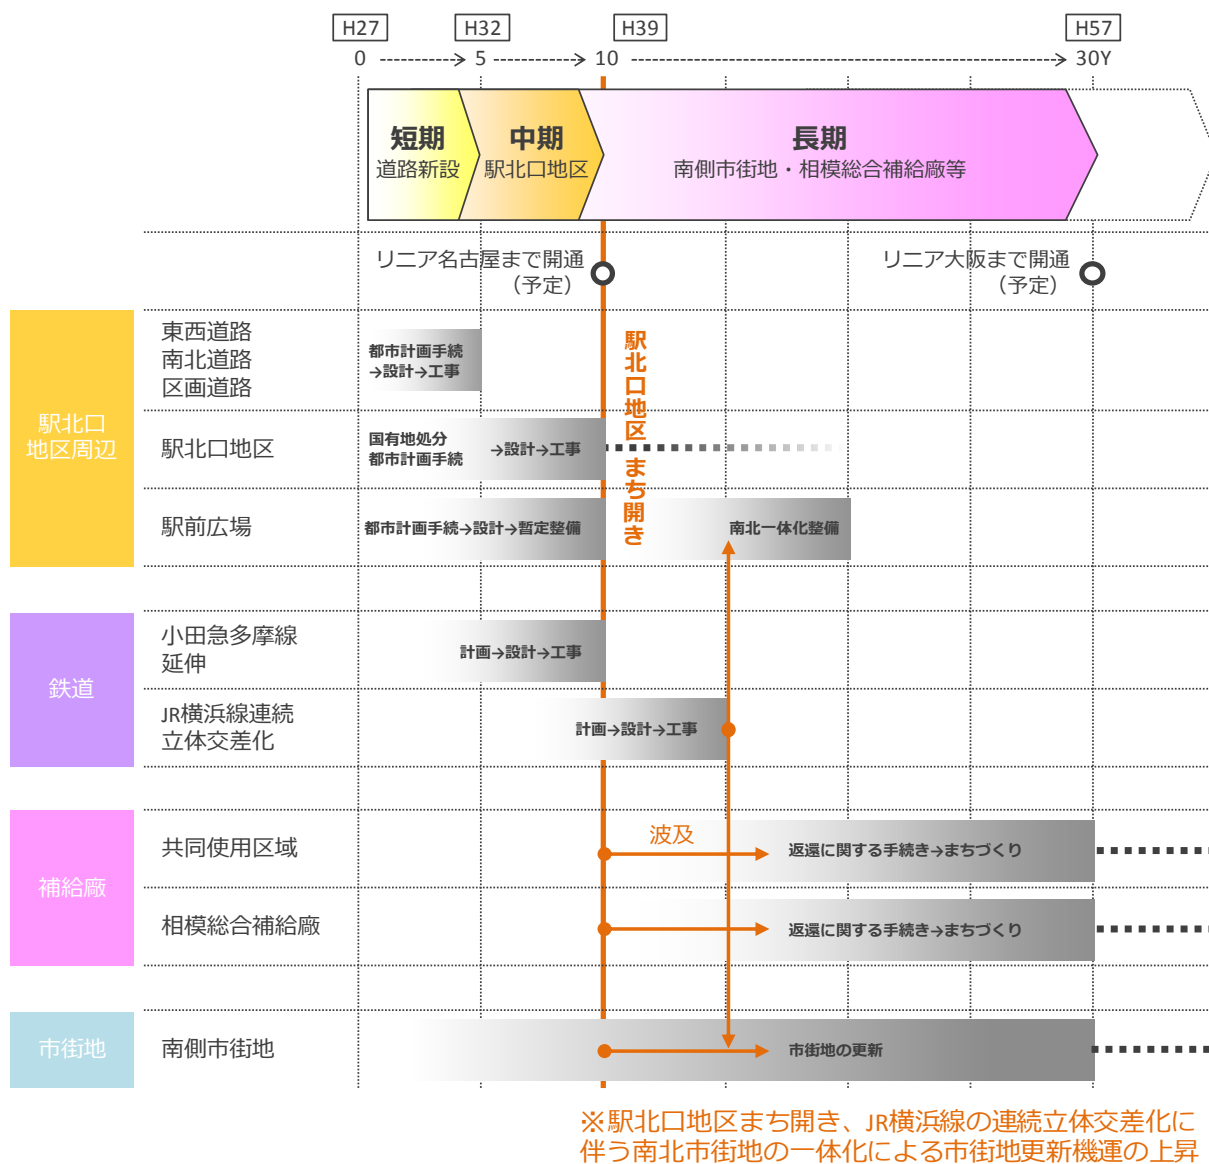 H27
H32
H39
H57
0
5
10
30Y
短期
道路新設
中期
駅北口地区
長期
南側市街地・相模総合補給廠等
リニア名古屋まで開通
（予定）
リニア大阪まで開通
（予定）
駅北口
地区周辺
東西道路
南北道路
区画道路
都市計画手続
→設計→工事
駅北口地区 まち開き
駅北口地区
国有地処分
都市計画手続
→設計→工事
駅前広場
都市計画手続→設計→暫定整備
南北一体化整備
鉄道
小田急多摩線
延伸
計画→設計→工事
JR横浜線連続
立体交差化
計画→設計→工事
補給廠
共同使用区域
波及
返還に関する手続き→まちづくり
相模総合補給廠
返還に関する手続き→まちづくり
市街地
南側市街地
市街地の更新
※駅北口地区まち開き、JR横浜線の連続立体交差化に
伴う南北市街地の一体化による市街地更新機運の上昇